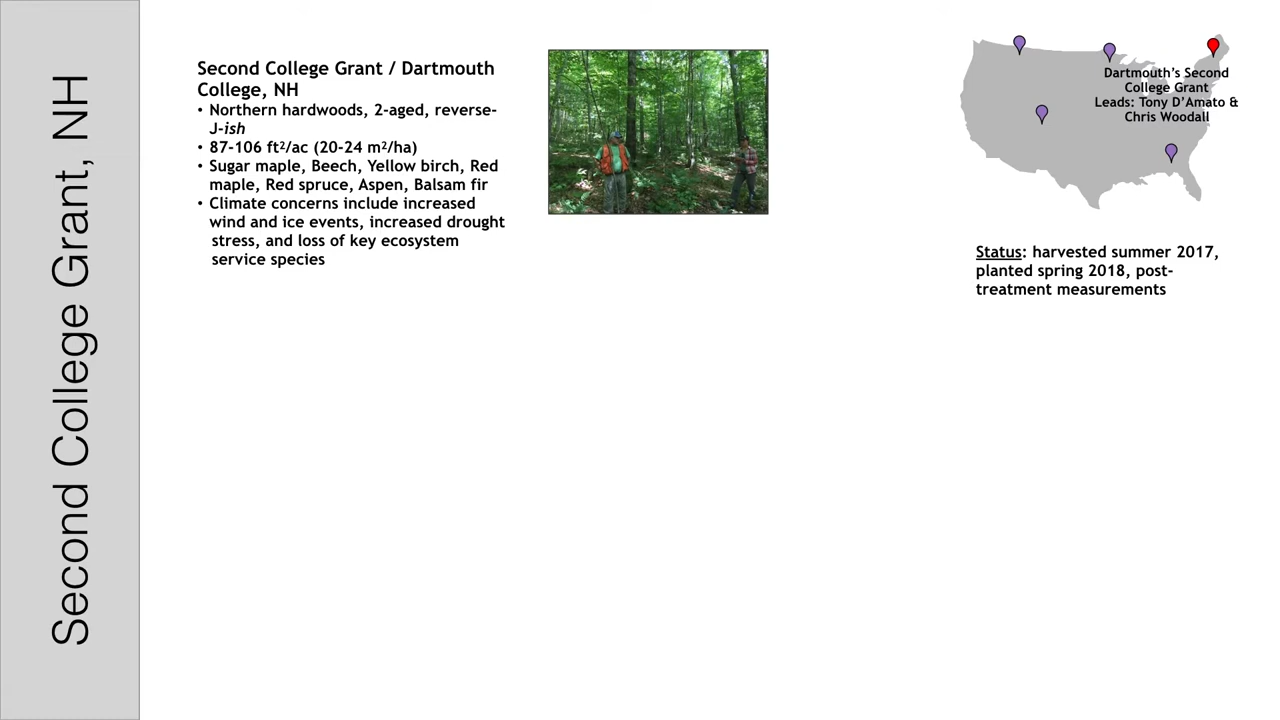 Second College Grant, NH
Second College Grant / Dartmouth
College, NH
• Northern hardwoods, 2-aged, reverse-
J-ish
• 87-106 ft²/ac (20-24 m²/ha)
• Sugar maple, Beech, Yellow birch, Red
maple, Red spruce, Aspen, Balsam fir
• Climate concerns include increased
wind and ice events, increased drought
stress, and loss of key ecosystem
service species
Dartmouth's Second
College Grant
Leads: Tony D'Amato &
Chris Woodall
Status: harvested summer 2017,
planted spring 2018, post-
treatment measurements